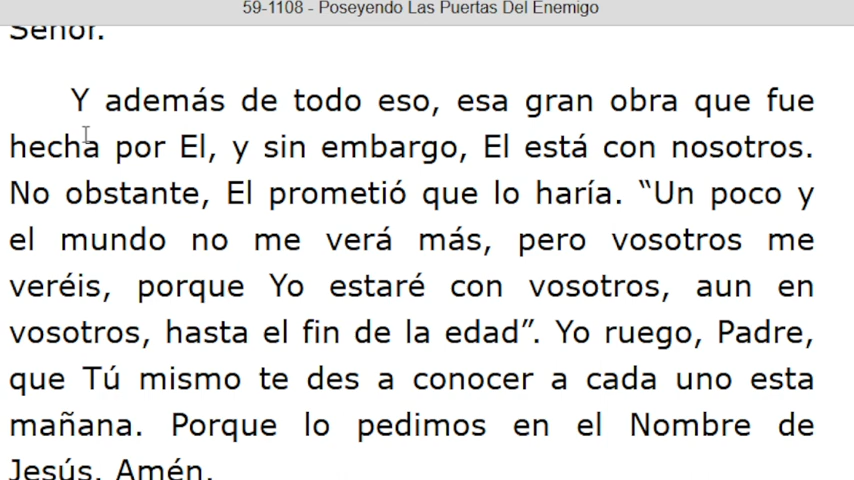 59-1108 - Poseyendo Las Puertas Del Enemigo
Señor.
Y además de todo eso, esa gran obra que fue
hecha por El, y sin embargo, El está con nosotros.
No obstante, El prometió que lo haría. “Un poco y
el mundo no me verá más, pero vosotros me
veréis, porque Yo estaré con vosotros, aun en
vosotros, hasta el fin de la edad”. Yo ruego, Padre,
que Tú mismo te des a conocer a cada uno esta
mañana. Porque lo pedimos en el Nombre de
Jesús. Amén.